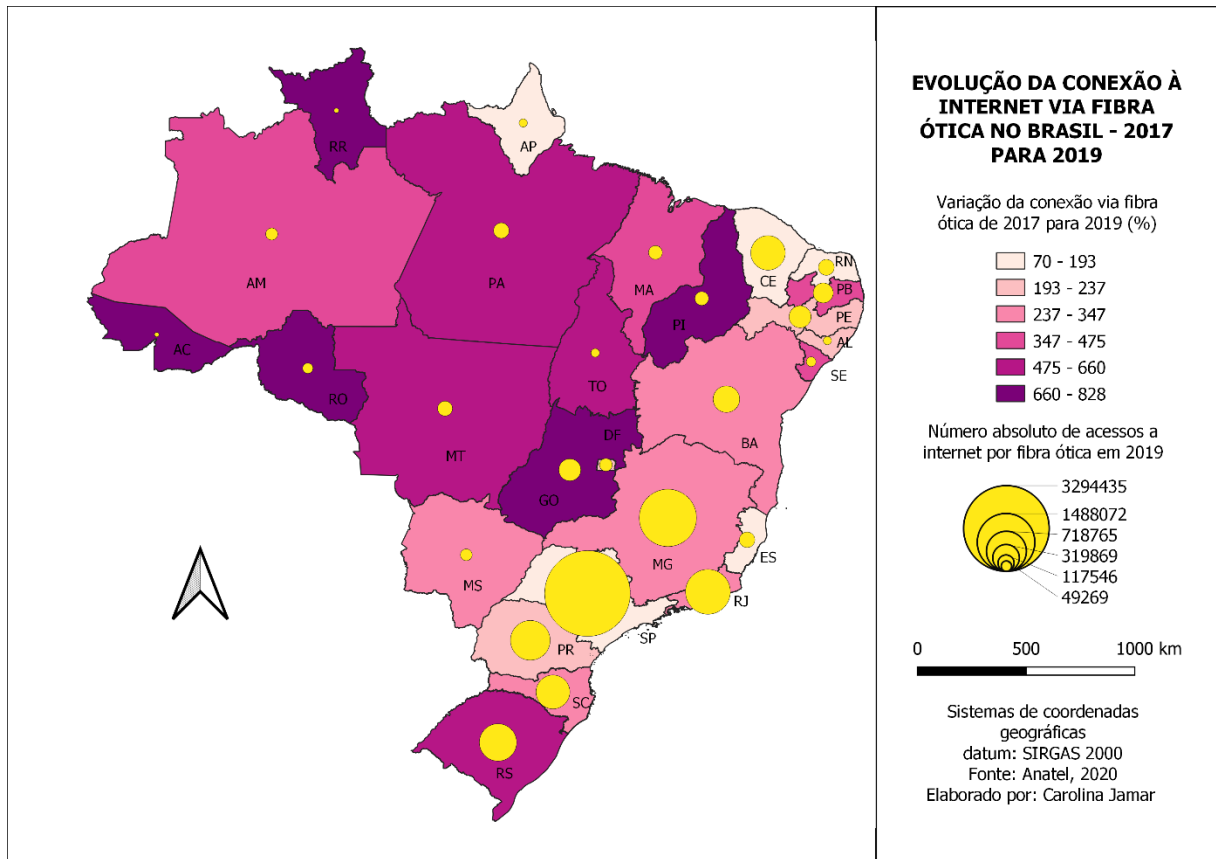 RR
AP
AM
PA
MA
CE
RN
PB
PE
AL
SE
PI
AC
RO
TO
MT
BA
DF
GO
MG
ES
MS
RJ
SP
PR
SC
RS
EVOLUÇÃO DA CONEXÃO À
INTERNET VIA FIBRA
ÓTICA NO BRASIL - 2017
PARA 2019
Variação da conexão via fibra
ótica de 2017 para 2019 (%)
70 - 193
193 - 237
237 - 347
347 - 475
475 - 660
660 - 828
Número absoluto de acessos a
internet por fibra ótica em 2019
3294435
1488072
718765
319869
117546
49269
0 500 1000 km
Sistemas de coordenadas
geográficas
datum: SIRGAS 2000
Fonte: Anatel, 2020
Elaborado por: Carolina Jamar